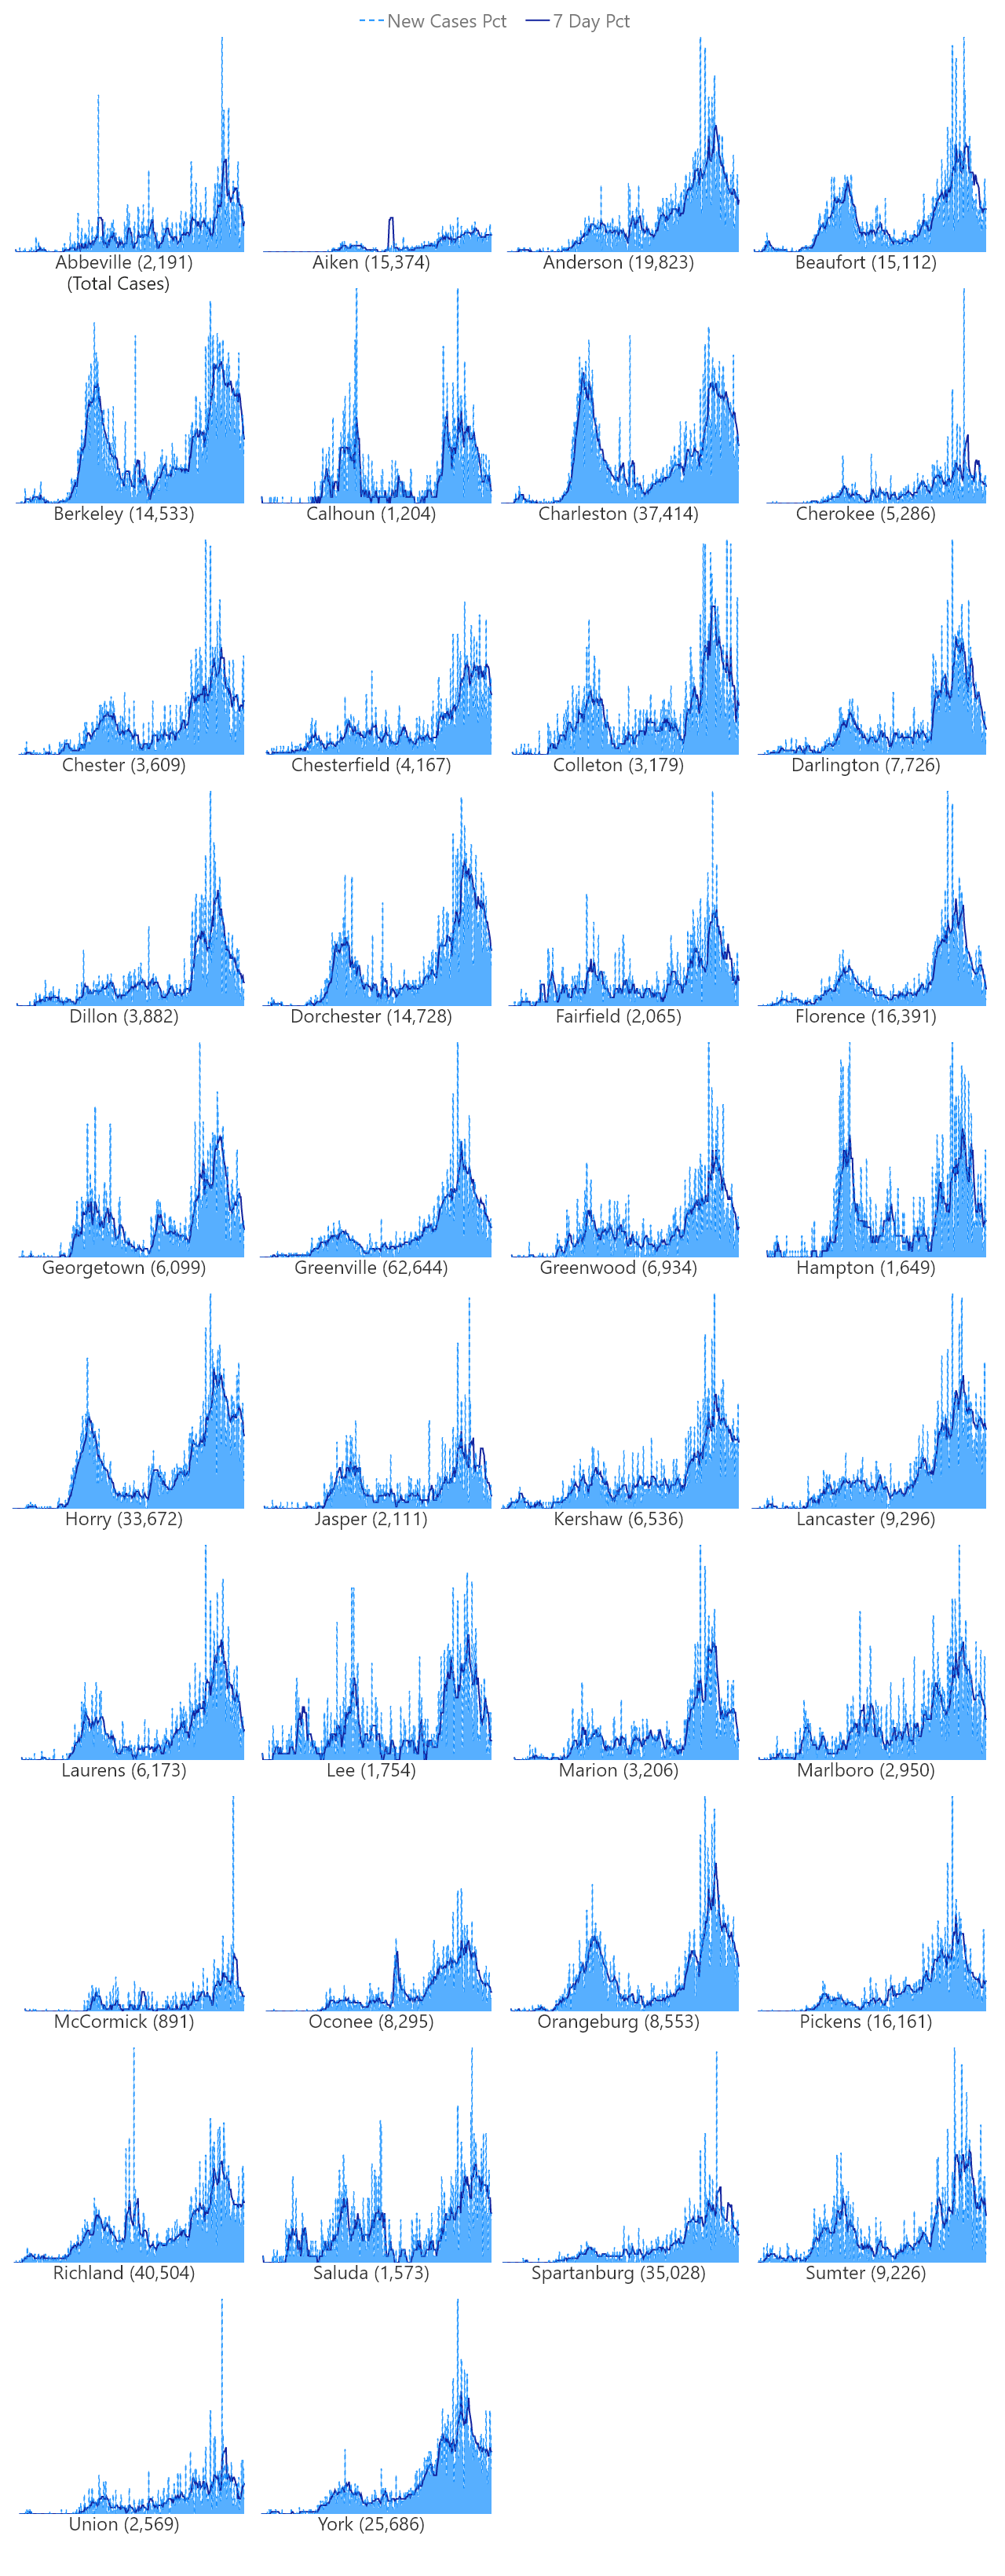 New Cases Pct 7 Day Pct
Abbeville (2,191) Aiken (15,374) Anderson (19,823) Beaufort (15,112)
(Total Cases)
Berkeley (14,533) Calhoun (1,204) Charleston (37,414) Cherokee (5,286)
Chester (3,609) Chesterfield (4,167) Colleton (3,179) Darlington (7,726)
Dillon (3,882) Dorchester (14,728) Fairfield (2,065) Florence (16,391)
Georgetown (6,099) Greenville (62,644) Greenwood (6,934) Hampton (1,649)
Horry (33,672) Jasper (2,111) Kershaw (6,536) Lancaster (9,296)
Laurens (6,173) Lee (1,754) Marion (3,206) Marlboro (2,950)
McCormick (891) Oconee (8,295) Orangeburg (8,553) Pickens (16,161)
Richland (40,504) Saluda (1,573) Spartanburg (35,028) Sumter (9,226)
Union (2,569) York (25,686)